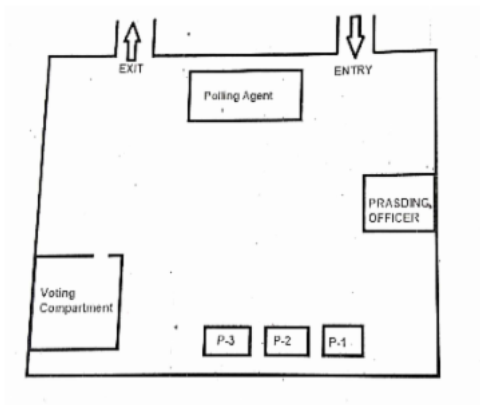 EXIT
ENTRY
Polling Agent
PRASDING
OFFICER
Voting
Compartment
P-3
P-2
P-1